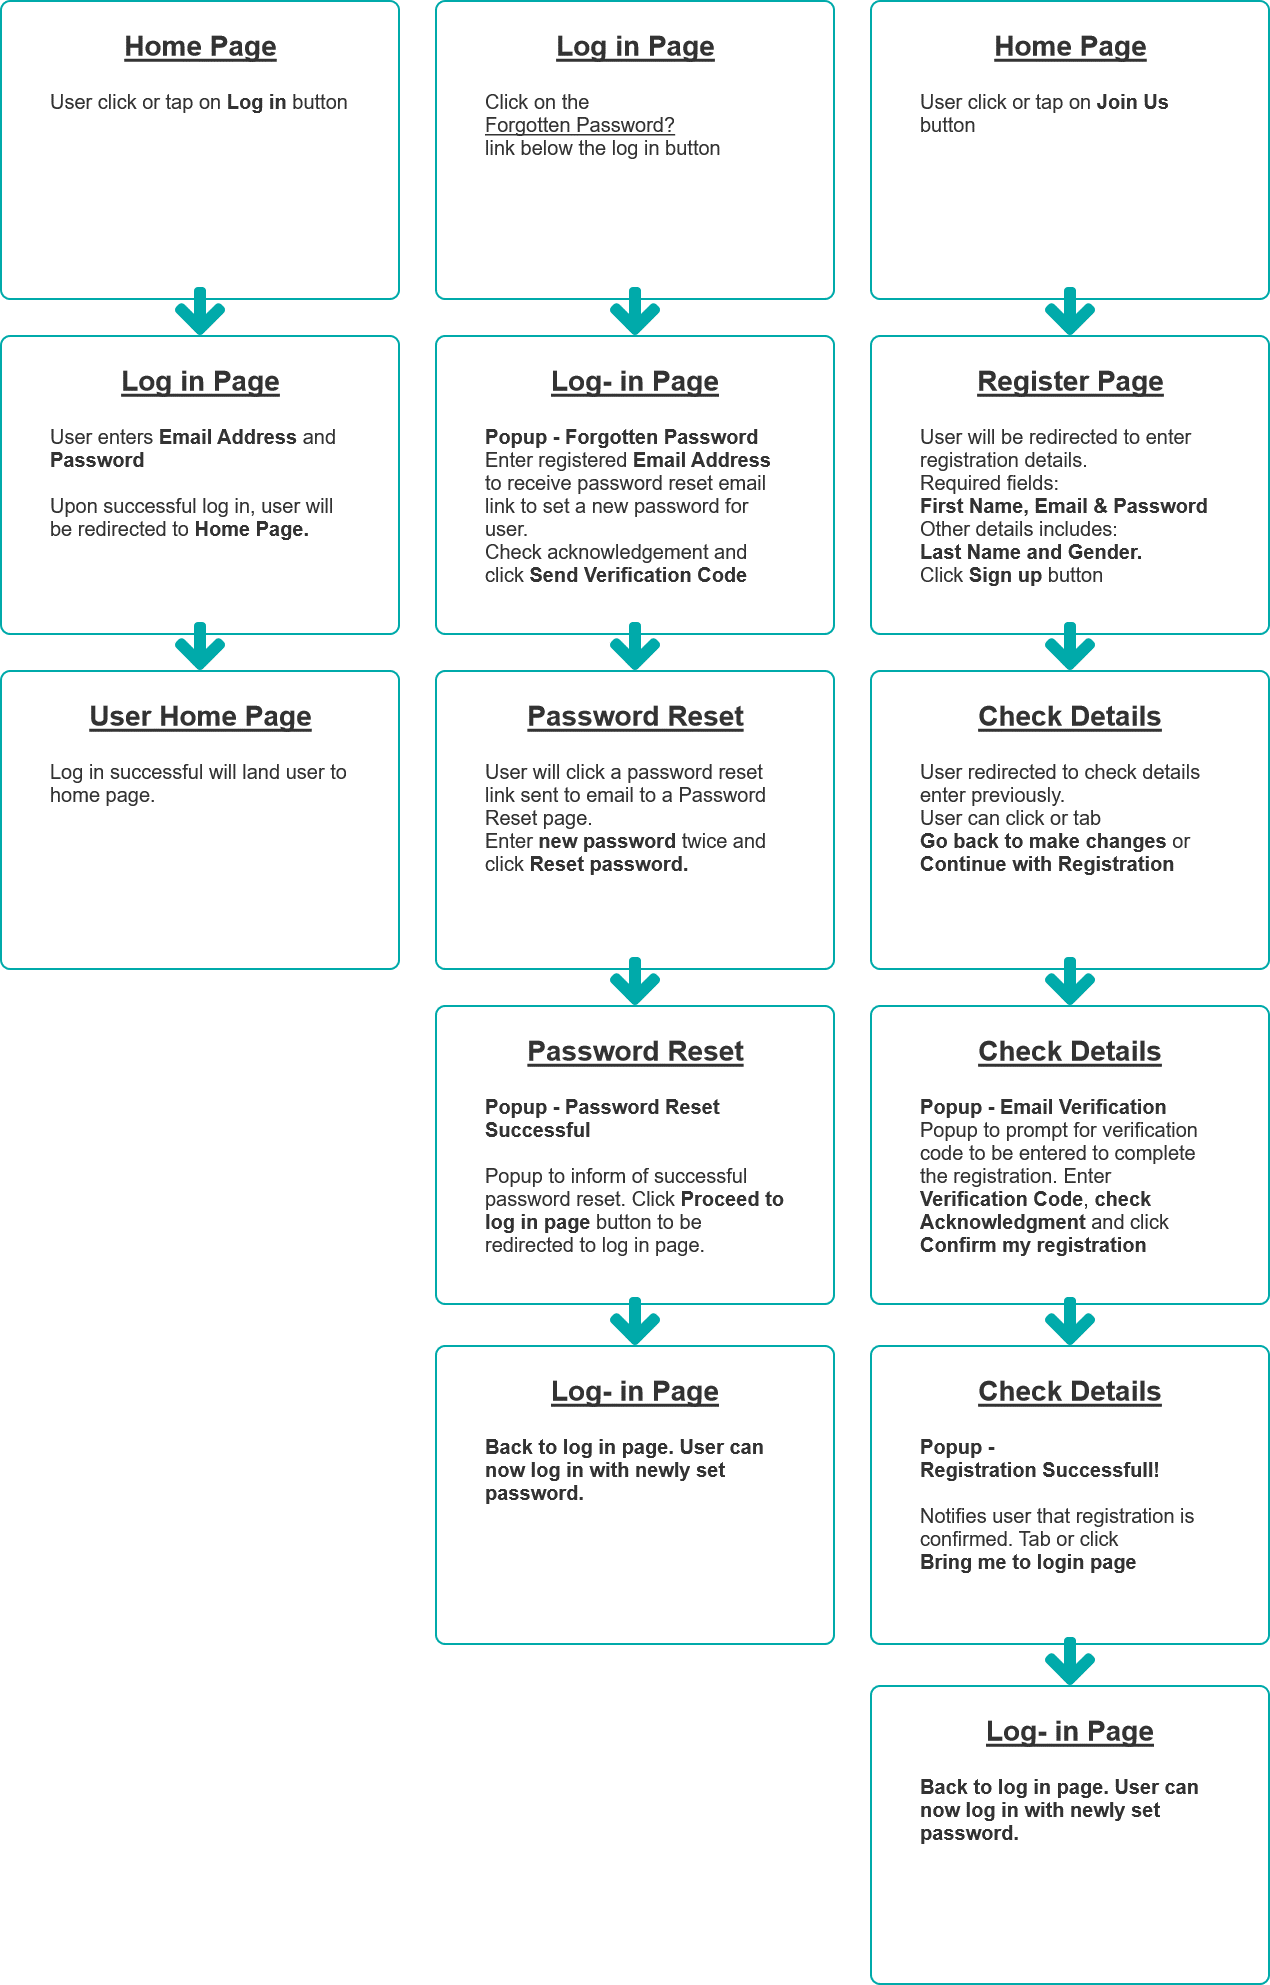 Home Page
User click or tap on Log in button
Log in Page
User enters Email Address and
Password
Upon successful log in, user will
be redirected to Home Page.
User Home Page
Log in successful will land user to
home page.
Log in Page
Click on the
Forgotten Password?
link below the log in button
Log- in Page
Popup - Forgotten Password
Enter registered Email Address
to receive password reset email
link to set a new password for
user.
Check acknowledgement and
click Send Verification Code
Password Reset
User will click a password reset
link sent to email to a Password
Reset page.
Enter new password twice and
click Reset password.
Password Reset
Popup - Password Reset
Successful
Popup to inform of successful
password reset. Click Proceed to
log in page button to be
redirected to log in page.
Log- in Page
Back to log in page. User can
now log in with newly set
password.
Home Page
User click or tap on Join Us
button
Register Page
User will be redirected to enter
registration details.
Required fields:
First Name, Email & Password
Other details includes:
Last Name and Gender.
Click Sign up button
Check Details
User redirected to check details
enter previously.
User can click or tab
Go back to make changes or
Continue with Registration
Check Details
Popup - Email Verification
Popup to prompt for verification
code to be entered to complete
the registration. Enter
Verification Code, check
Acknowledgment and click
Confirm my registration
Check Details
Popup -
Registration Successfull!
Notifies user that registration is
confirmed. Tab or click
Bring me to login page
Log- in Page
Back to log in page. User can
now log in with newly set
password.